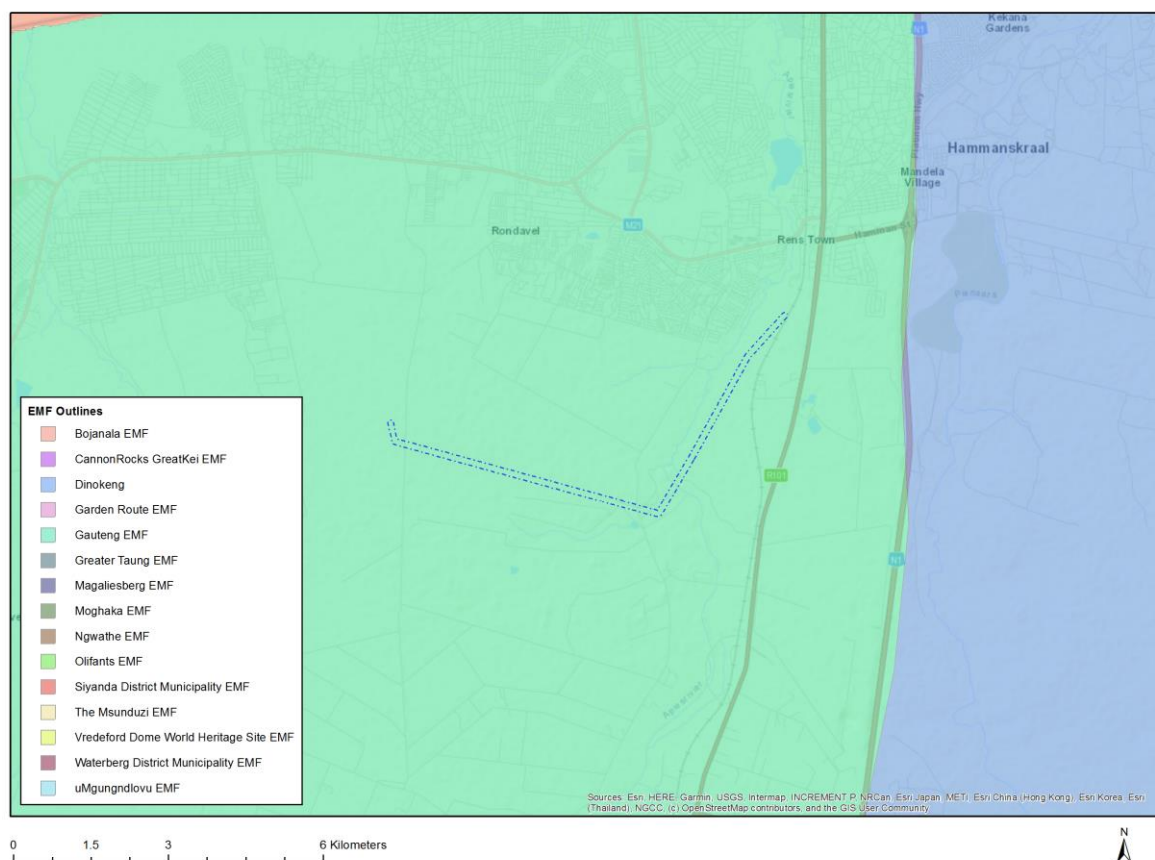 Kekana
Gardens
N1
Platinum Hwy
Hammanskraal
Mandela
Village
Rondavel
M21
Rens Town
Apiesrivier
R101
N1
Apiesrivier
EMF Outlines
Bojanala EMF
CannonRocks GreatKei EMF
Dinokeng
Garden Route EMF
Gauteng EMF
Greater Taung EMF
Magaliesberg EMF
Moghaka EMF
Ngwathe EMF
Olifants EMF
Siyanda District Municipality EMF
The Msunduzi EMF
Vredeford Dome World Heritage Site EMF
Waterberg District Municipality EMF
uMgungndlovu EMF
Sources: Esri, HERE, Garmin, USGS, Intermap, INCREMENT P, NRCan, Esri Japan, METI, Esri China (Hong Kong), Esri Korea, Esri
(Thailand), NGCC, (c) OpenStreetMap contributors, and the GIS User Community
0 1.5 3 6 Kilometers
N